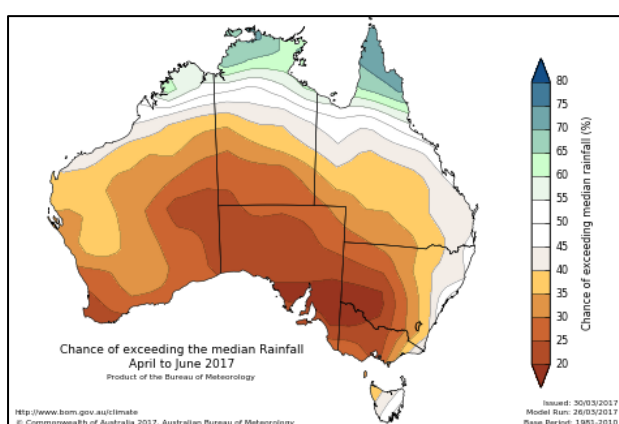 80
75
70
65
60
55
50
45
40
35
30
25
20
Chance of exceeding median rainfall (%)
Chance of exceeding the median Rainfall
April to June 2017
Product of the Bureau of Meteorology
http://www.bom.gov.au/climate
© Commonwealth of Australia 2017, Australian Bureau of Meteorology
Issued: 30/03/2017
Model Run: 26/03/2017
Base Period: 1981-2010